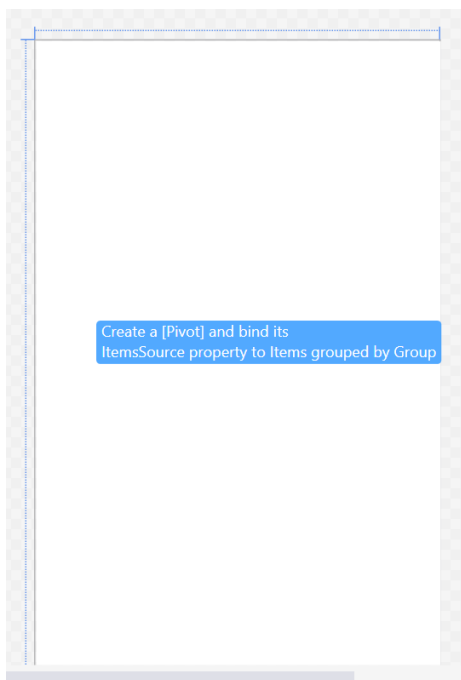 Create a [Pivot] and bind its
ItemsSource property to Items grouped by Group